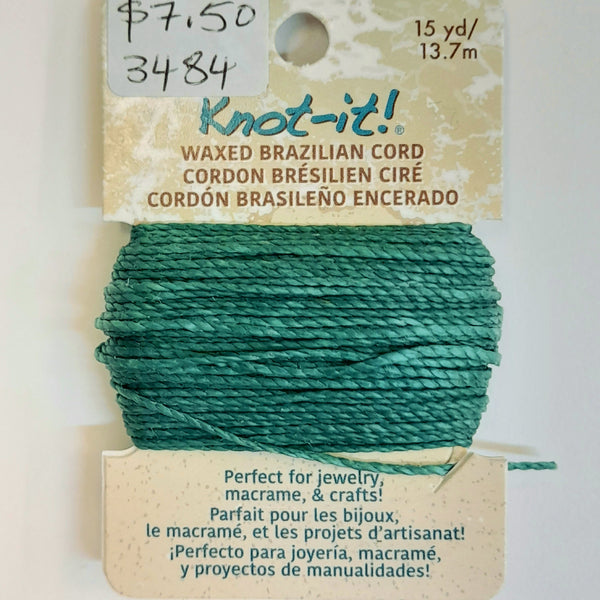 $7.50
3484
15 yd/
13.7m
Knot-it!®
WAXED BRAZILIAN CORD
CORDON BRÉSILIEN CIRÉ
CORDÓN BRASILEÑO ENCERADO
Perfect for jewelry,
macrame, & crafts!
Parfait pour les bijoux,
le macramé, et les projets d'artisanat!
¡Perfecto para joyería, macramé,
y proyectos de manualidades!